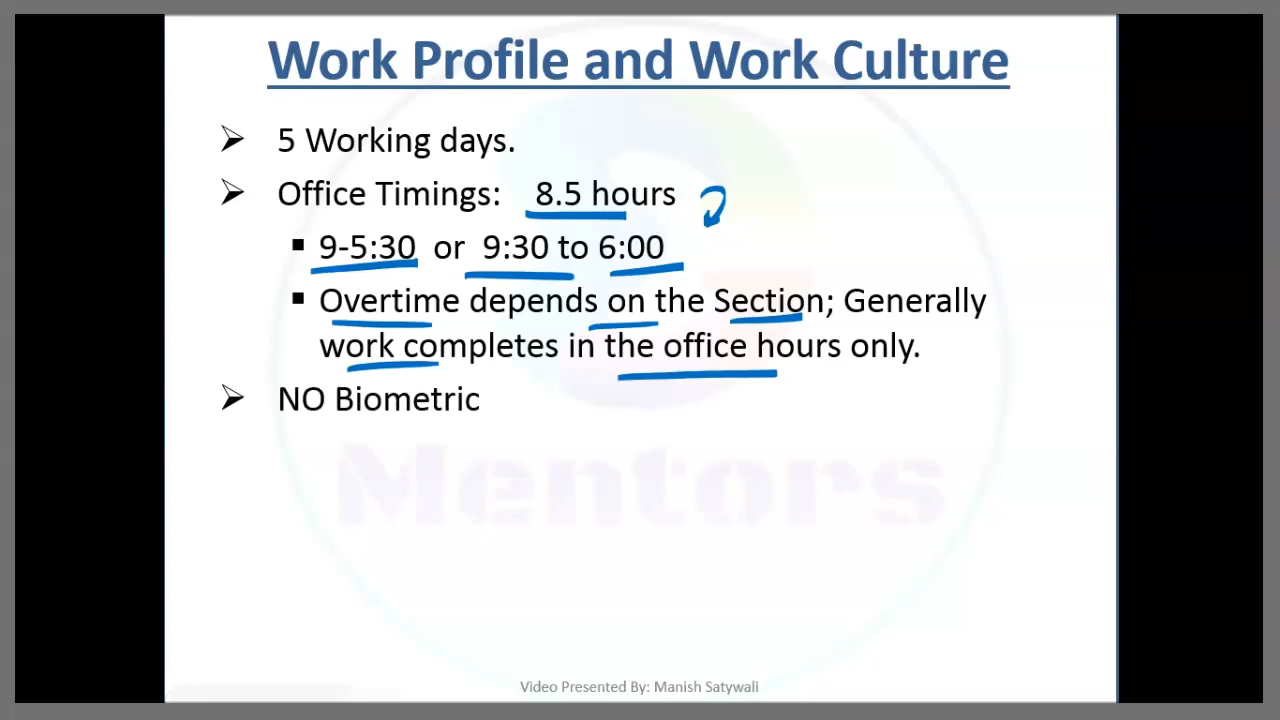 Work Profile and Work Culture
5 Working days.
Office Timings: 8.5 hours
9-5:30 or 9:30 to 6:00
Overtime depends on the Section; Generally
work completes in the office hours only.
NO Biometric
Mentors
Video Presented By: Manish Satywali